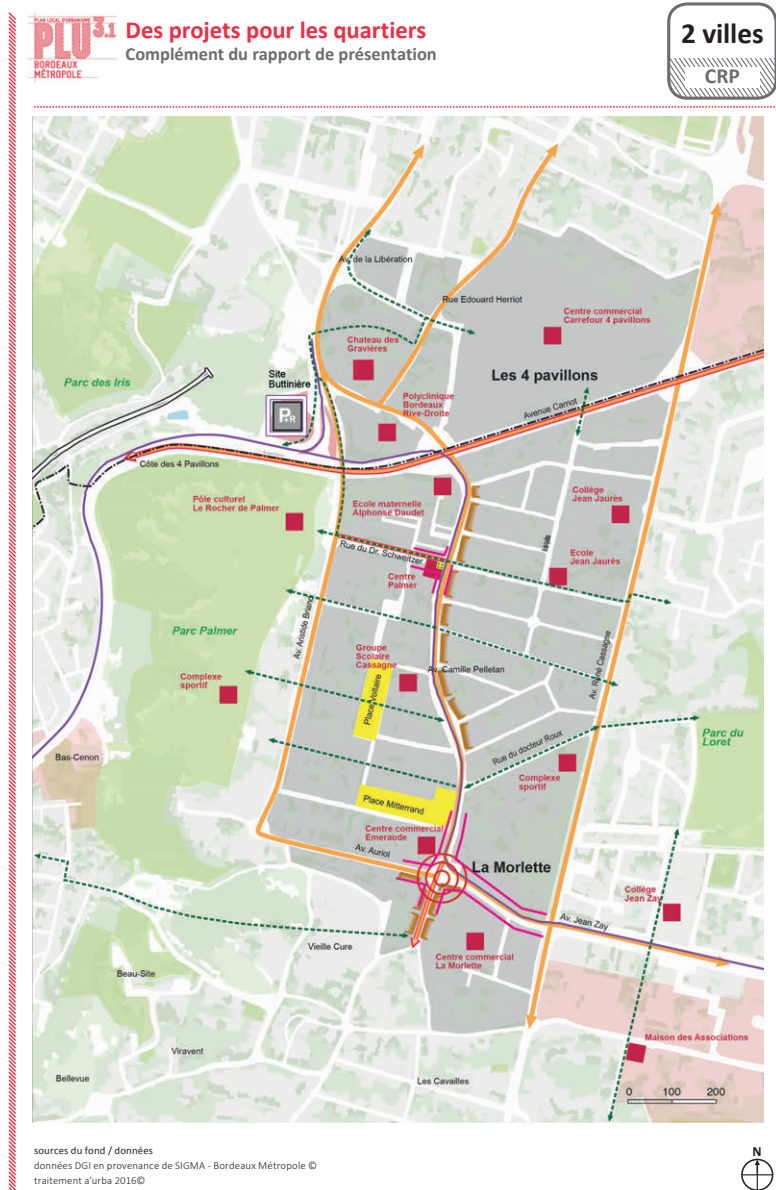 PLAN LOCAL D'URBANISME
PLU 3.1
BORDEAUX
MÉTROPOLE
Des projets pour les quartiers
Complément du rapport de présentation
2 villes
CRP
Av. de la Libération
Rue Edouard Herriot
Centre commercial
Carrefour 4 pavillons
Chateau des
Gravières
Parc des Iris
Site
Buttinière
Les 4 pavillons
P+R
Polyclinique
Bordeaux
Rive-Droite
Avenue Carnot
Côte des 4 Pavillons
Pôle culturel
Le Rocher de Palmer
Ecole maternelle
Alphonse Daudet
Collège
Jean Jaurès
Rue du Dr. Schweitzer
Ecole
Jean Jaurès
Centre
Palmer
Parc Palmer
Av. Aristide Briand
Groupe
Scolaire
Cassagne
Av. Camille Pelletan
Av. René Cassagne
Complexe
sportif
Place Voltaire
Parc du
Loret
Rue du docteur Roux
Bas-Cenon
Complexe
sportif
Place Mitterrand
Centre commercial
Emeraude
Av. Auriol
La Morlette
Collège
Jean Zay
Av. Jean Zay
Vieille Cure
Centre commercial
La Morlette
Beau-Site
Maison des Associations
Viravent
Bellevue
Les Cavailles
0 100 200
sources du fond / données
données DGI en provenance de SIGMA - Bordeaux Métropole ©
traitement a'urba 2016©
N